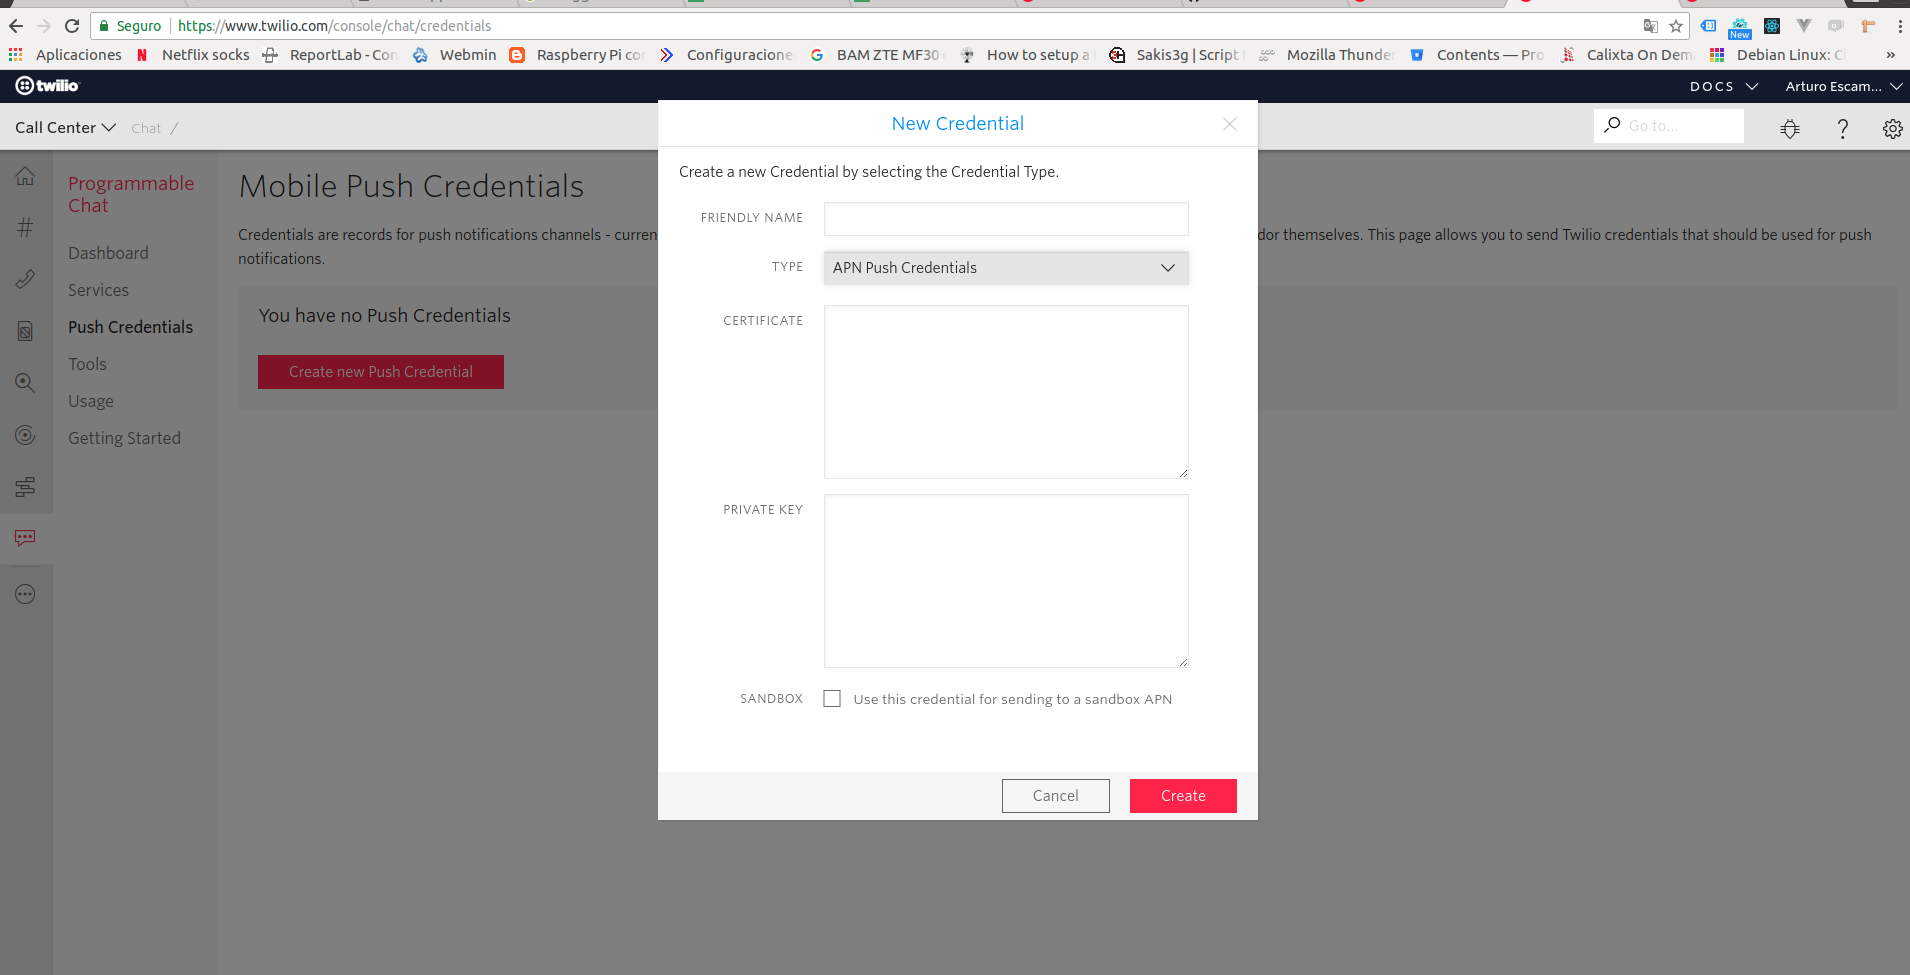 Seguro https://www.twilio.com/console/chat/credentials
New
Aplicaciones Netflix socks ReportLab - Con Webmin Raspberry Pi Configuracione BAM ZTE MF30 How to setup a Sakis3g | Script Mozilla Thunder Contents — Pro Calixta On Dem Debian Linux: »
twilio
DOCS Arturo Escam...
Call Center Chat /
Go to...
?
New Credential
Create a new Credential by selecting the Credential Type.
FRIENDLY NAME
TYPE APN Push Credentials
CERTIFICATE
PRIVATE KEY
SANDBOX Use this credential for sending to a sandbox APN
Cancel Create
Programmable
Chat
Dashboard
Services
Push Credentials
Tools
Usage
Getting Started
Mobile Push Credentials
Credentials are records for push notifications channels - curren dor themselves. This page allows you to send Twilio credentials that should be used for push
notifications.
You have no Push Credentials
Create new Push Credential